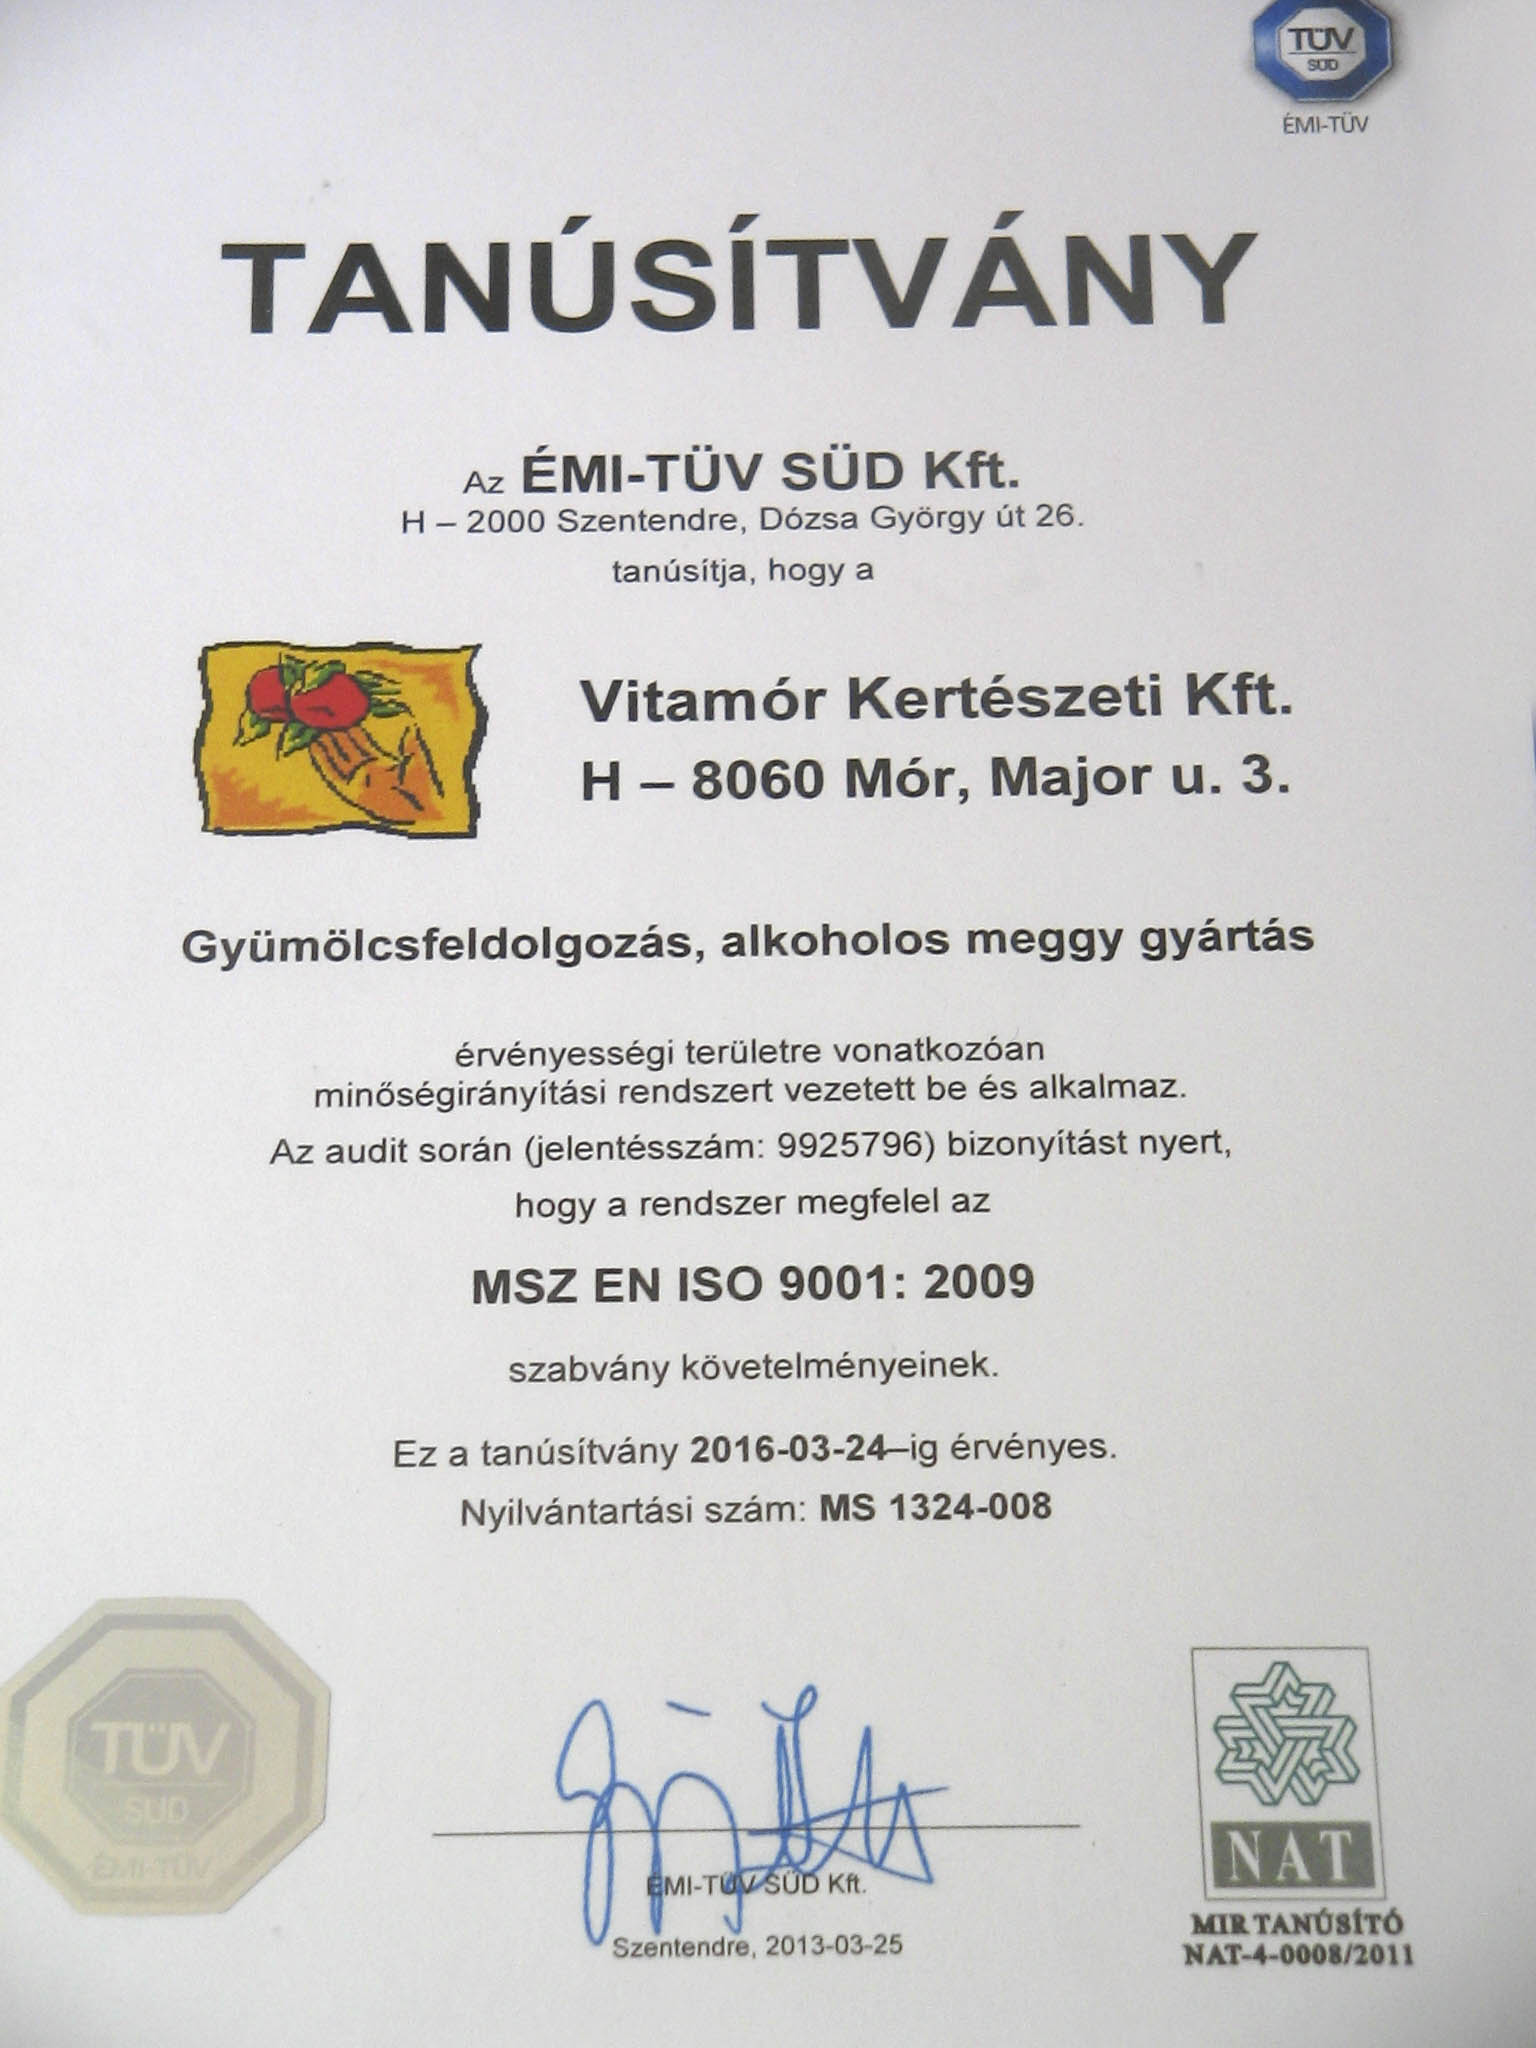 TÜV
SÜD
ÉMI-TÜV
TANÚSÍTVÁNY
Az ÉMI-TÜV SÜD Kft.
H – 2000 Szentendre, Dózsa György út 26.
tanúsítja, hogy a
Vitamór Kertészeti Kft.
H – 8060 Mór, Major u. 3.
Gyümölcsfeldolgozás, alkoholos meggy gyártás
érvényességi területre vonatkozóan
minőségirányítási rendszert vezetett be és alkalmaz.
Az audit során (jelentésszám: 9925796) bizonyítást nyert,
hogy a rendszer megfelel az
MSZ EN ISO 9001: 2009
szabvány követelményeinek.
Ez a tanúsítvány 2016-03-24–ig érvényes.
Nyilvántartási szám: MS 1324-008
TÜV
SÜD
ÉMI-TÜV
ÉMI-TÜV SÜD Kft.
Szentendre, 2013-03-25
NAT
MIR TANÚSÍTÓ
NAT-4-0008/2011